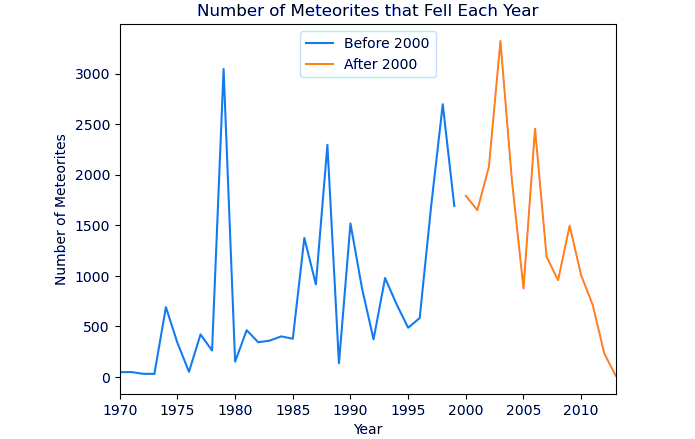 Number of Meteorites that Fell Each Year
Before 2000
After 2000
3000
2500
2000
1500
1000
500
0
Number of Meteorites
1970 1975 1980 1985 1990 1995 2000 2005 2010
Year